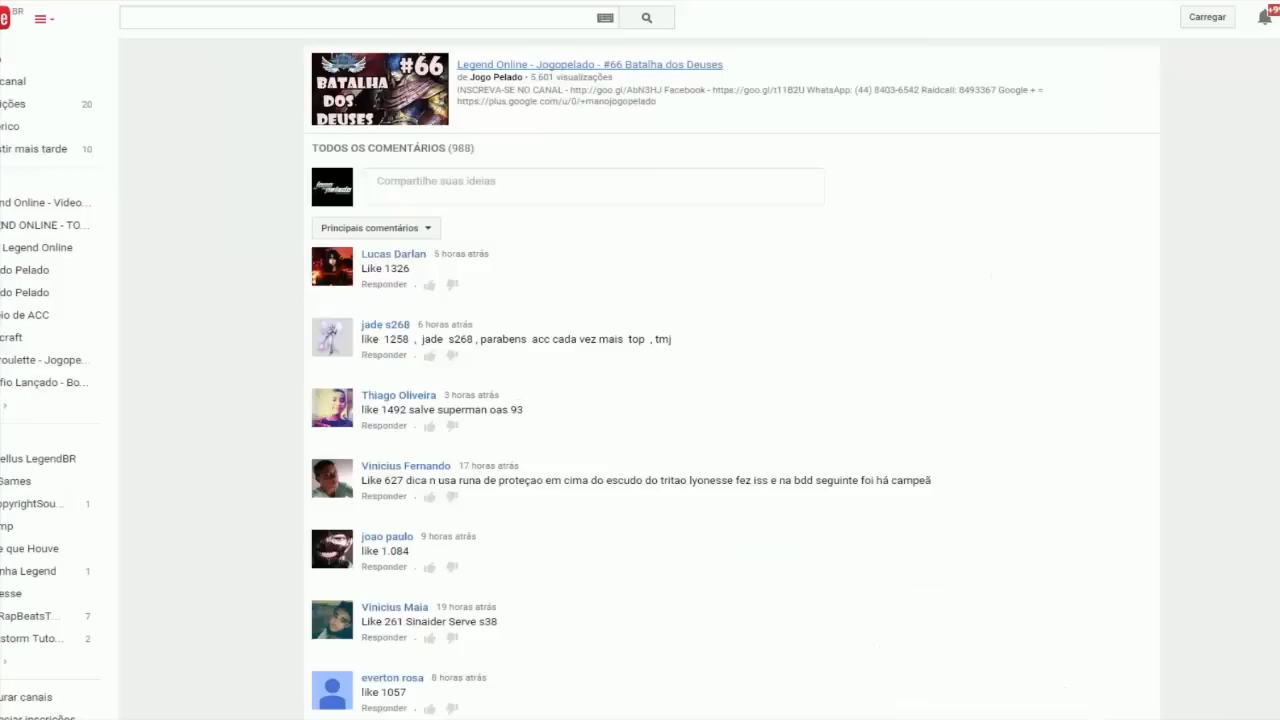 BR
+99
Carregar
canal
ições 20
órico
stir mais tarde 10
nd Online - Video...
ND ONLINE - TO...
Legend Online
do Pelado
do Pelado
io de ACC
craft
roulette - Jogope...
fio Lançado - Bo...
ellus LegendBR
Games
opyrightSou... 1
mp
e que Houve
nha Legend 1
esse
RapBeatsT... 7
storm Tuto... 2
urar canais
#66
BATALHA
DOS
DEUSES
Legend Online - Jogopelado - #66 Batalha dos Deuses
de Jogo Pelado · 5.601 visualizações
INSCREVA-SE NO CANAL - http://goo.gl/AbN3HJ Facebook - https://goo.gl/t1182U WhatsApp: (44) 8403-6542 Raidcall: 8493367 Google + =
https://plus.google.com/u/0/+manojogopelado
TODOS OS COMENTÁRIOS (988)
Jogo Pelado
Compartilhe suas ideias
Principais comentários
Lucas Darlan 5 horas atrás
Like 1326
Responder
jade s268 6 horas atrás
like 1258 , jade s268 , parabens acc cada vez mais top , tmj
Responder
Thiago Oliveira 3 horas atrás
like 1492 salve superman oas 93
Responder
Vinicius Fernando 17 horas atrás
Like 627 dica n usa runa de proteçao em cima do escudo do tritao lyonesse fez iss e na bdd seguinte foi há campeã
Responder
joao paulo 9 horas atrás
like 1.084
Responder
Vinicius Maia 19 horas atrás
Like 261 Sinaider Serve s38
Responder
everton rosa 8 horas atrás
like 1057
Responder